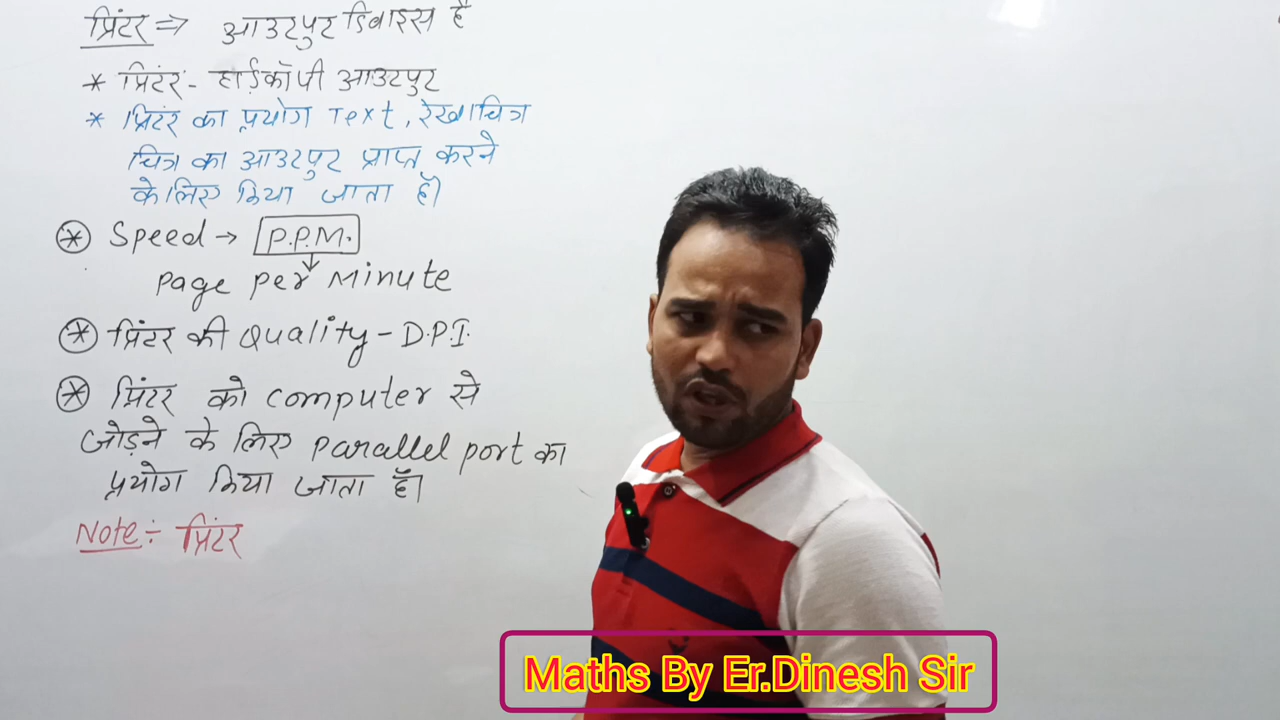 प्रिंटर ⇒ आउटपुट डिवाइस है
* प्रिंटर:- हार्डकॉपी आउटपुट
* प्रिंटर का प्रयोग Text, रेखाचित्र
चित्र का आउटपुट प्राप्त करने
के लिए किया जाता है।
* Speed → P.P.M.
Page per Minute
* प्रिंटर की Quality - D.P.I.
* प्रिंटर को computer से
जोड़ने के लिए parallel port का
प्रयोग किया जाता है।
Note ÷ प्रिंटर
Maths By Er.Dinesh Sir